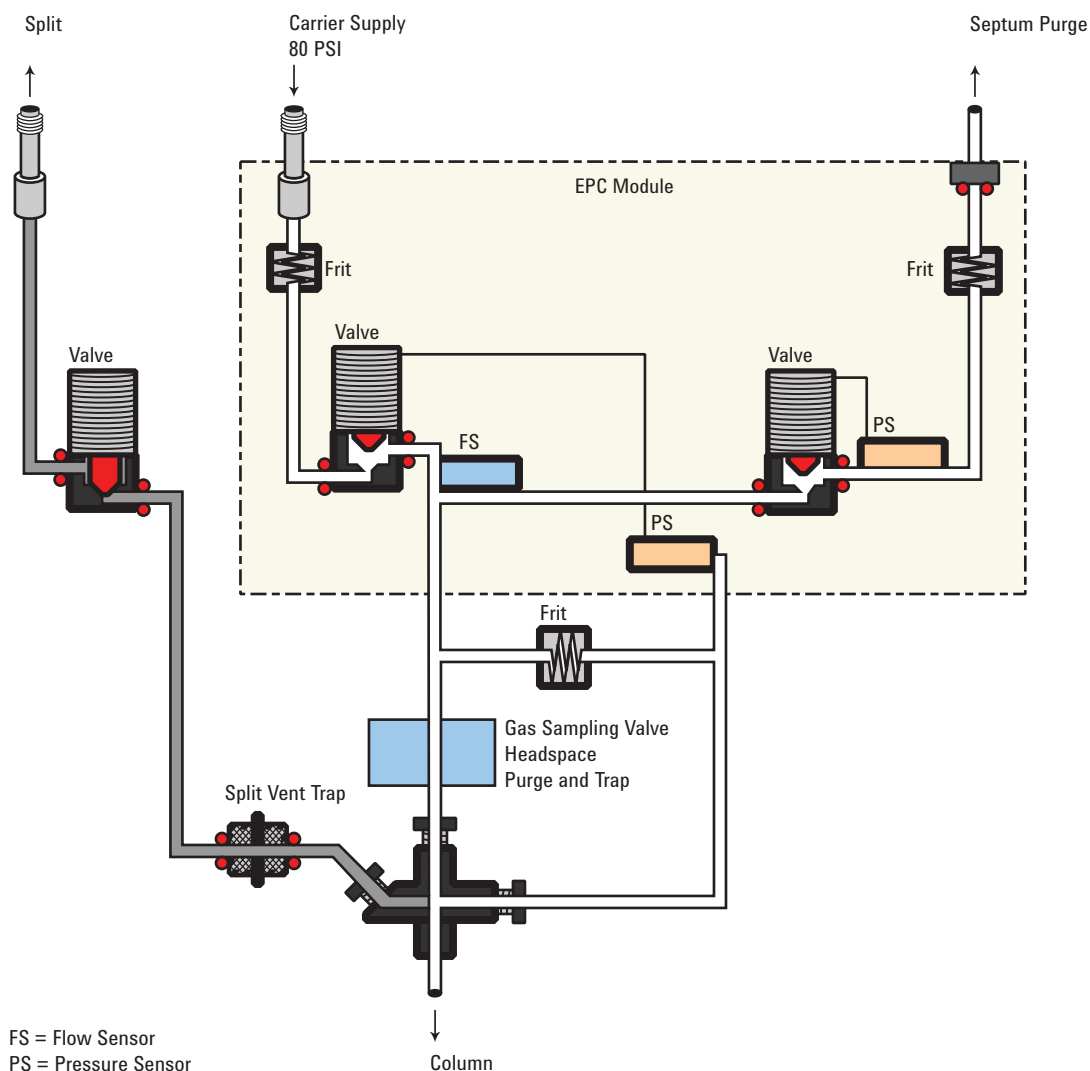 Split
Carrier Supply
80 PSI
Septum Purge
EPC Module
Frit
Frit
Valve
Valve
Valve
FS
PS
PS
Frit
Gas Sampling Valve
Headspace
Purge and Trap
Split Vent Trap
FS = Flow Sensor
PS = Pressure Sensor
Column